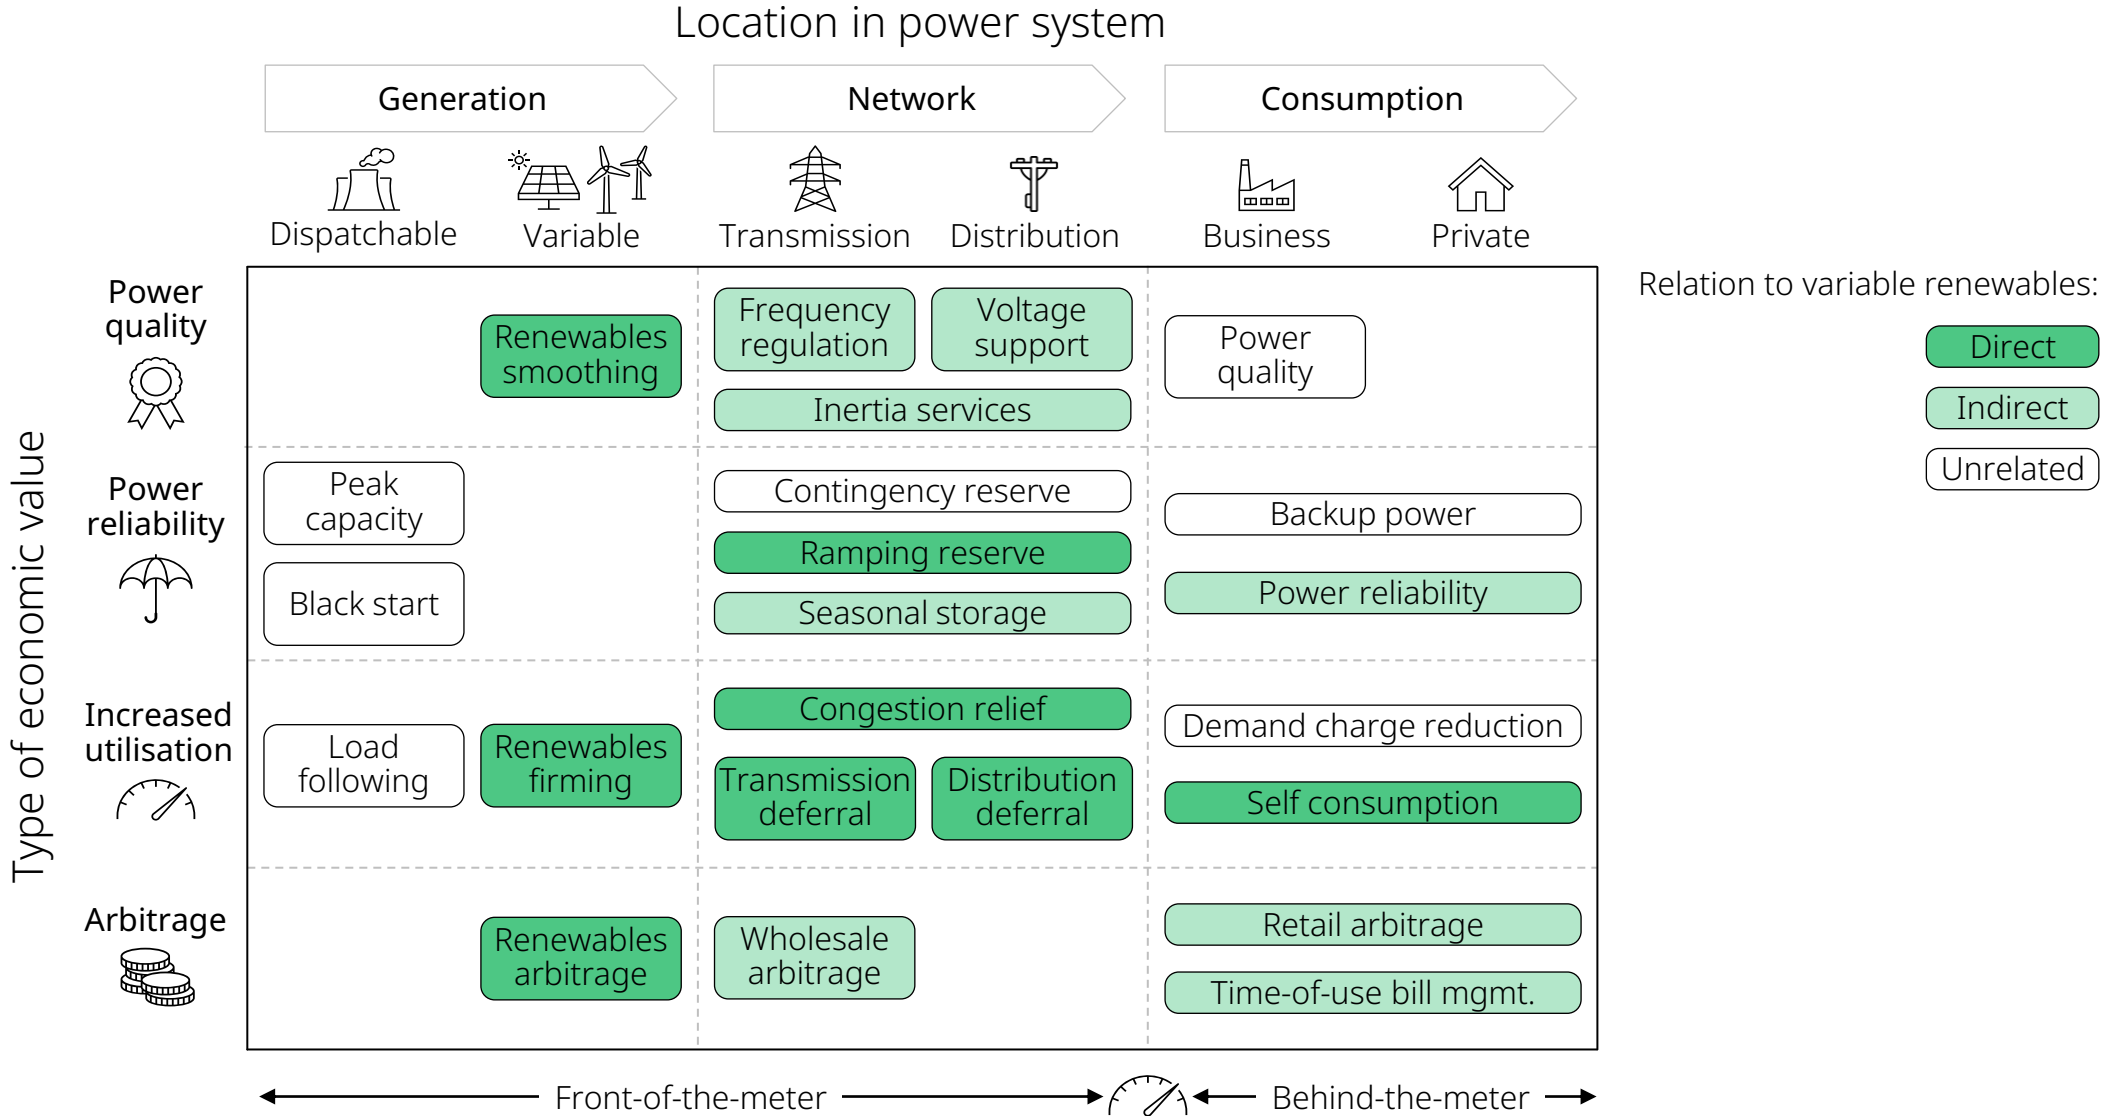 Location in power system
Generation
Network
Consumption
Dispatchable
Variable
Transmission
Distribution
Business
Private
Type of economic value
Power
quality
Renewables
smoothing
Frequency
regulation
Voltage
support
Inertia services
Power
quality
Relation to variable renewables:
Direct
Indirect
Unrelated
Power
reliability
Peak
capacity
Black start
Contingency reserve
Ramping reserve
Seasonal storage
Backup power
Power reliability
Increased
utilisation
Load
following
Renewables
firming
Congestion relief
Transmission
deferral
Distribution
deferral
Demand charge reduction
Self consumption
Arbitrage
Renewables
arbitrage
Wholesale
arbitrage
Retail arbitrage
Time-of-use bill mgmt.
Front-of-the-meter
Behind-the-meter